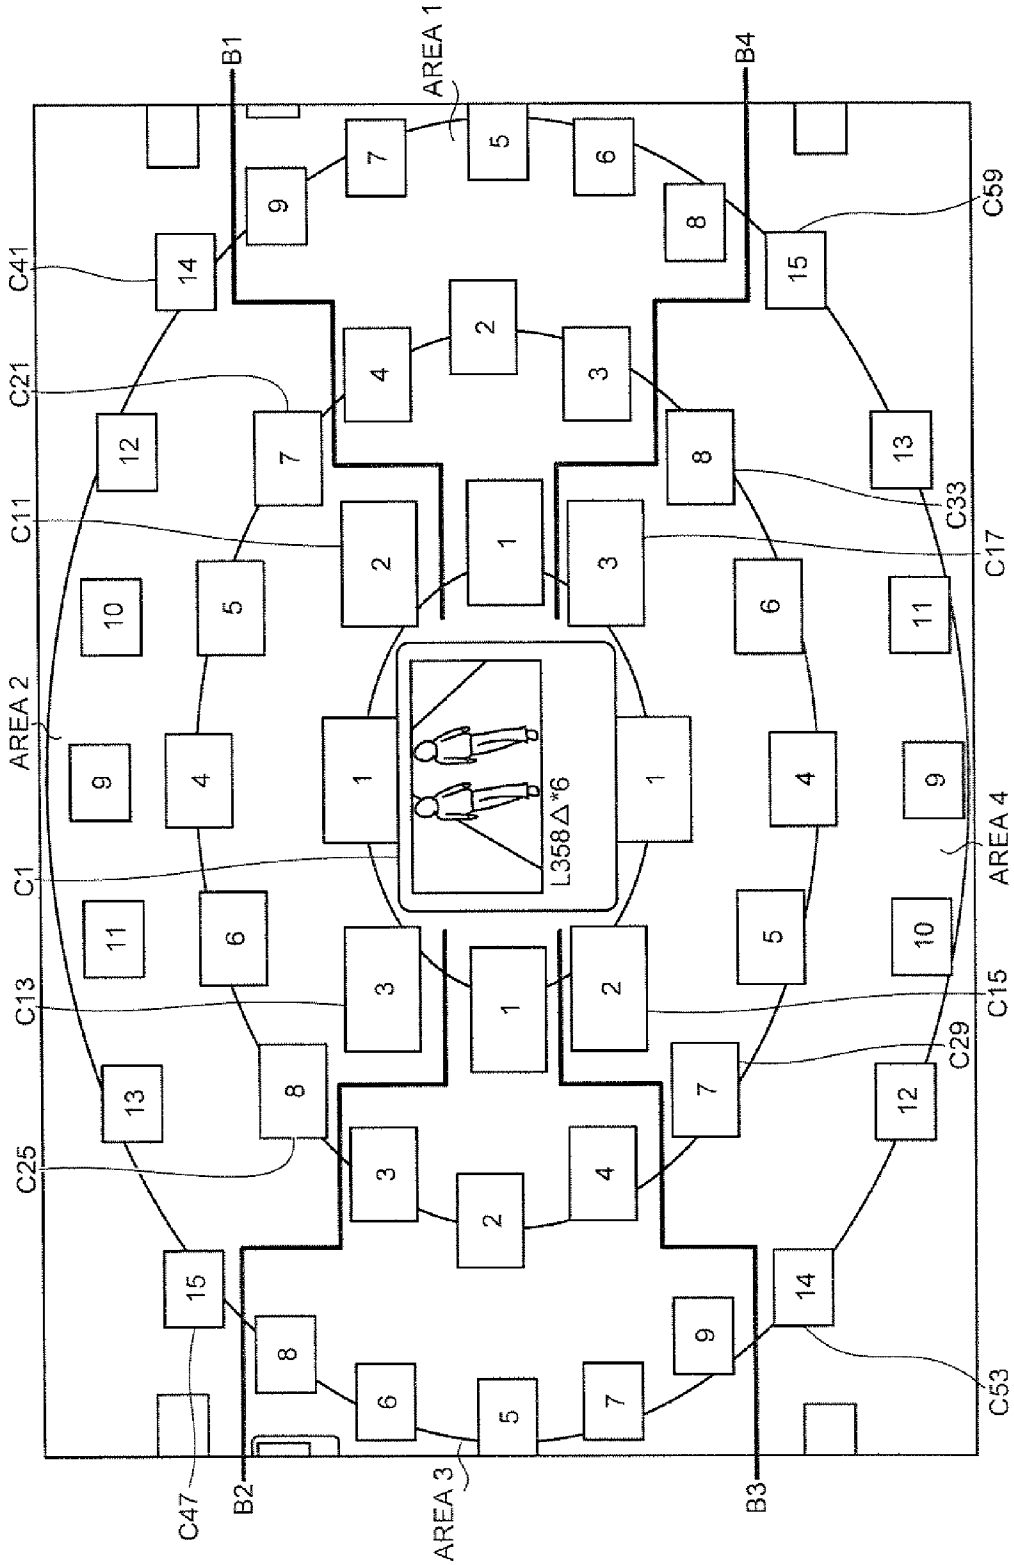 C25 C13 C1 AREA 2 C11 C21 C41
13 11 9 10 12
C47 15 14
6 4 5
B2 B1
8 8 7 9
6 3 3 1 2 4 7
AREA 3 AREA 1
5 2 1 1 2 5
L358△*6
7 4 2 1 3 3 6
9 7 8 8
B3 B4
5 4 6
14 15
12 10 9 11 13
C53 C29 C15 AREA 4 C17 C33 C59